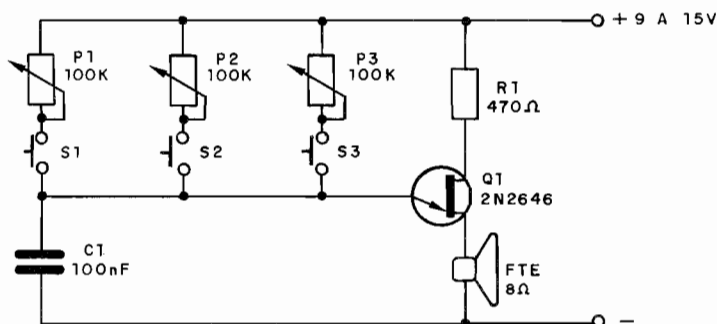 + 9 A 15V
P1
100K
P2
100K
P3
100K
R1
470Ω
S1
S2
S3
Q1
2N2646
C1
100nF
FTE
8Ω
−